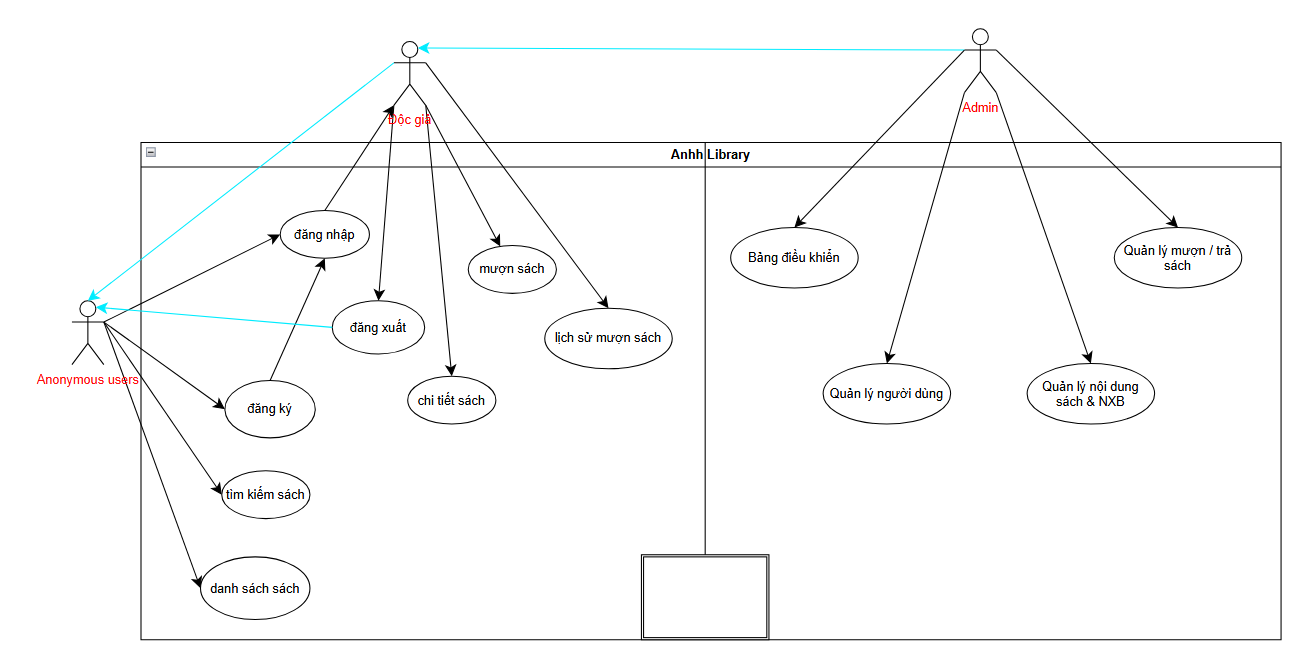 Độc giả
Admin
Anhh Library
đăng nhập
Bảng điều khiển
Quản lý mượn / trả
sách
mượn sách
đăng xuất
lịch sử mượn sách
Anonymous users
đăng ký
chi tiết sách
Quản lý người dùng
Quản lý nội dung
sách & NXB
tìm kiếm sách
danh sách sách